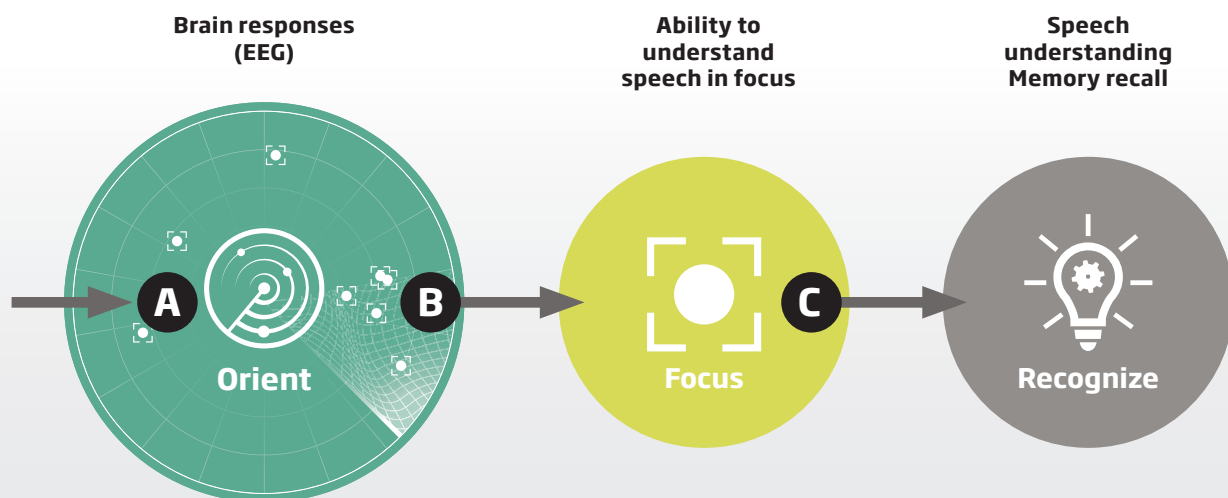 Brain responses
(EEG)
Ability to
understand
speech in focus
Speech
understanding
Memory recall
A
B
C
Orient
Focus
Recognize